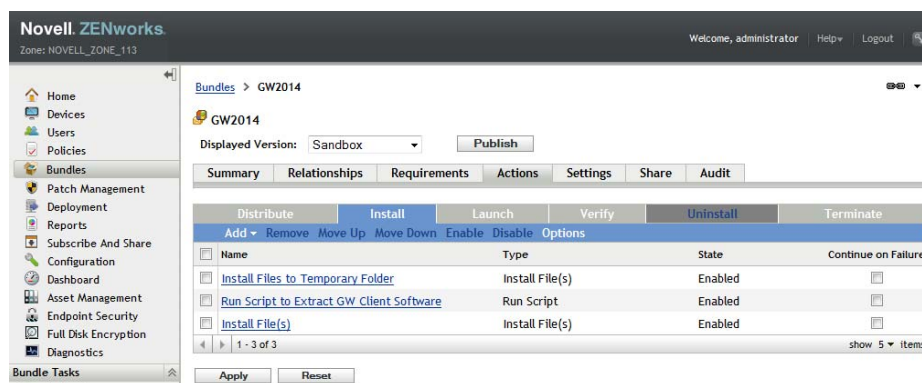 Novell. ZENworks.
Zone: NOVELL_ZONE_113
Welcome, administrator Help Logout
Home
Devices
Users
Policies
Bundles
Patch Management
Deployment
Reports
Subscribe And Share
Configuration
Dashboard
Asset Management
Endpoint Security
Full Disk Encryption
Diagnostics
Bundle Tasks
Bundles > GW2014
GW2014
Displayed Version: Sandbox Publish
Summary Relationships Requirements Actions Settings Share Audit
Distribute Install Launch Verify Uninstall Terminate
Add Remove Move Up Move Down Enable Disable Options
Name Type State Continue on Failure
Install Files to Temporary Folder Install File(s) Enabled
Run Script to Extract GW Client Software Run Script Enabled
Install File(s) Install File(s) Enabled
1 - 3 of 3 show 5 items
Apply Reset